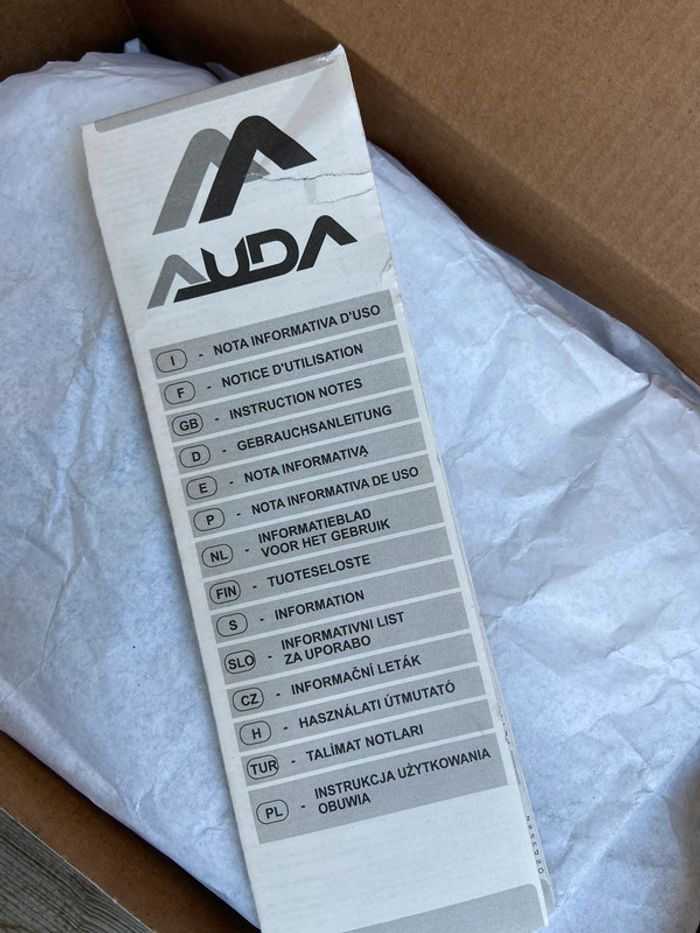 AUDA
I - NOTA INFORMATIVA D'USO
F - NOTICE D'UTILISATION
GB - INSTRUCTION NOTES
D - GEBRAUCHSANLEITUNG
E - NOTA INFORMATIVA
P - NOTA INFORMATIVA DE USO
NL - INFORMATIEBLAD
VOOR HET GEBRUIK
FIN - TUOTESELOSTE
S - INFORMATION
SLO - INFORMATIVNI LIST
ZA UPORABO
CZ - INFORMAČNÍ LETÁK
H - HASZNÁLATI ÚTMUTATÓ
TUR - TALİMAT NOTLARI
PL - INSTRUKCJA UŻYTKOWANIA
OBUWIA